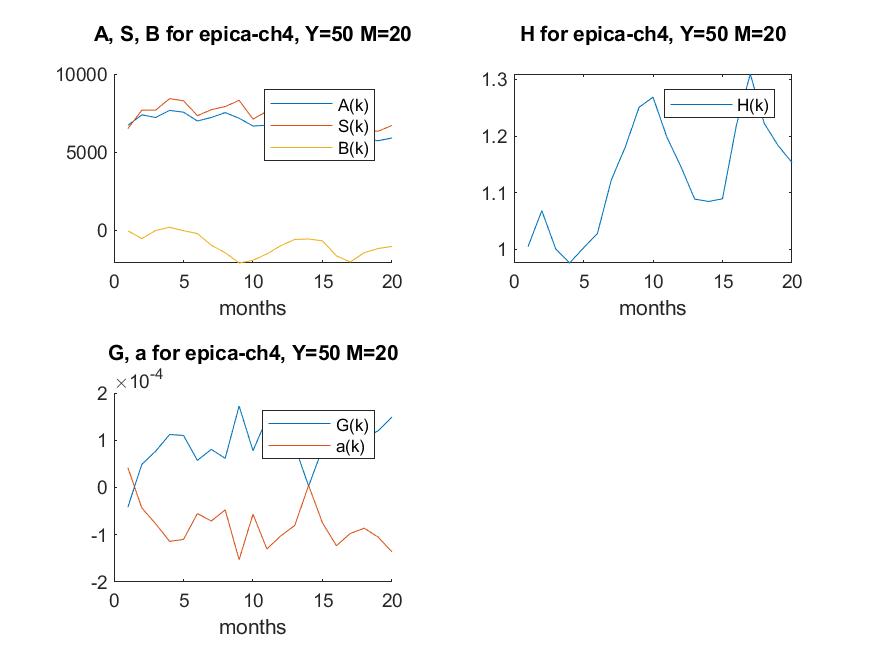 A, S, B for epica-ch4, Y=50 M=20
10000
5000
0
A(k)
S(k)
B(k)
0 5 10 15 20
months
H for epica-ch4, Y=50 M=20
1.3
1.2
1.1
1
H(k)
0 5 10 15 20
months
G, a for epica-ch4, Y=50 M=20
×10-4
2
1
0
-1
-2
G(k)
a(k)
0 5 10 15 20
months